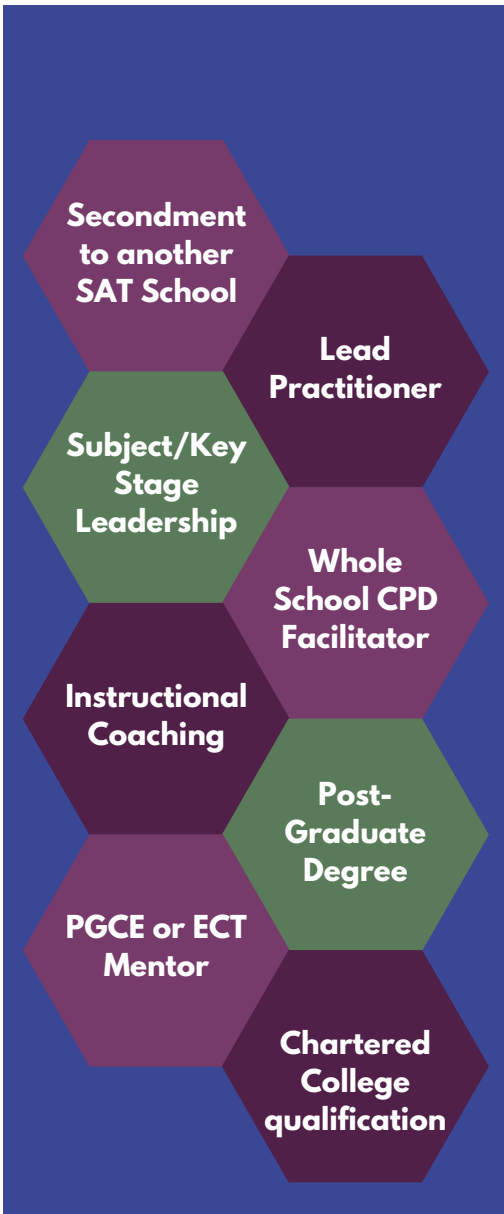 Secondment
to another
SAT School
Lead
Practitioner
Subject/Key
Stage
Leadership
Whole
School CPD
Facilitator
Instructional
Coaching
Post-
Graduate
Degree
PGCE or ECT
Mentor
Chartered
College
qualification